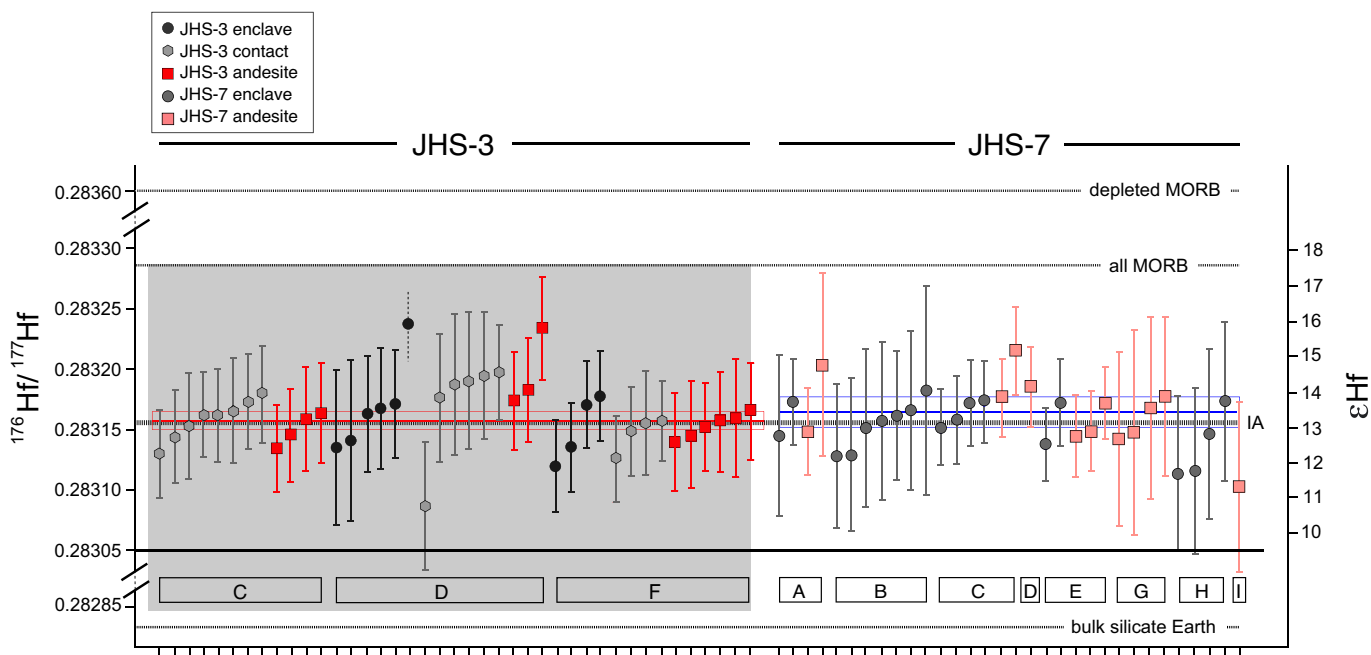 JHS-3 enclave
JHS-3 contact
JHS-3 andesite
JHS-7 enclave
JHS-7 andesite
JHS-3
JHS-7
0.28360
depleted MORB
0.28330
18
all MORB
17
0.28325
16
0.28320
15
14
0.28315
13
IA
12
0.28310
11
10
0.28305
0.28285
176Hf/177Hf
εHf
C
D
F
A
B
C
D
E
G
H
I
bulk silicate Earth